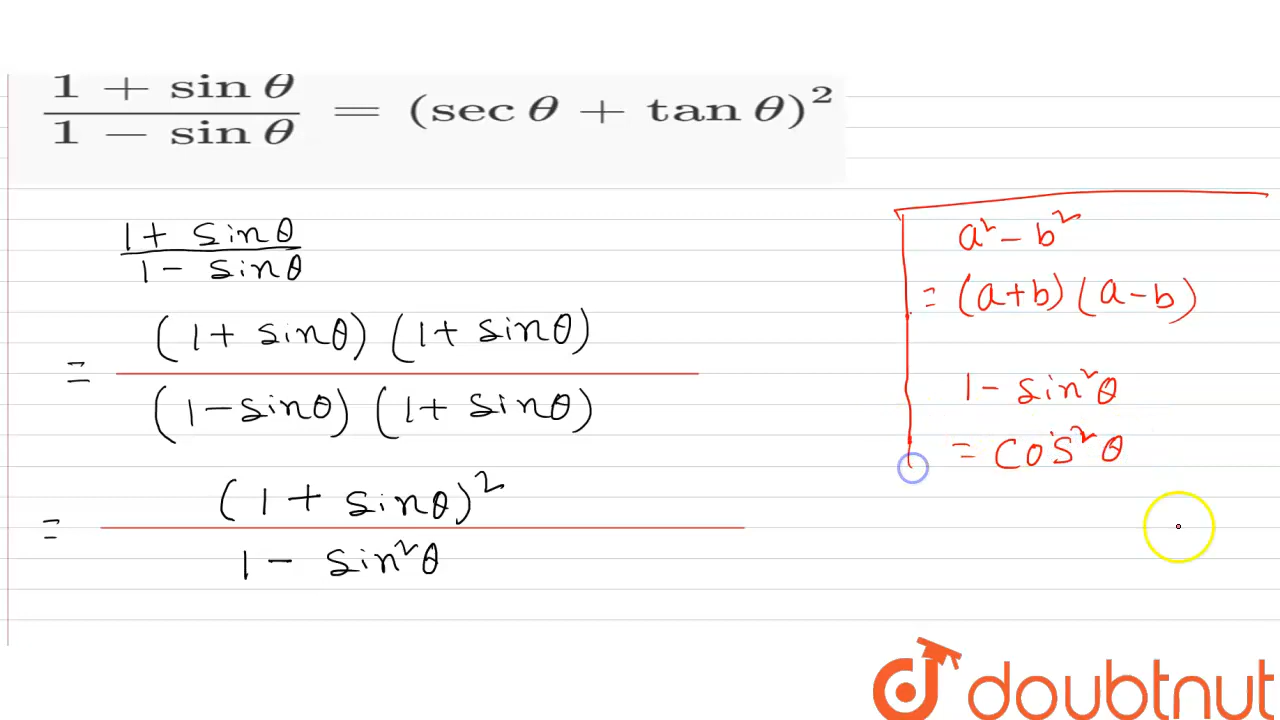 1 + sin θ
1 − sin θ
= (sec θ + tan θ)²
1 + sinθ
1 - sinθ
= (1 + sinθ) (1 + sinθ)
(1 - sinθ) (1 + sinθ)
= (1 + sinθ)²
1 - sin²θ
a² - b²
= (a+b) (a-b)
1 - sin²θ
= cos²θ
doubtnut